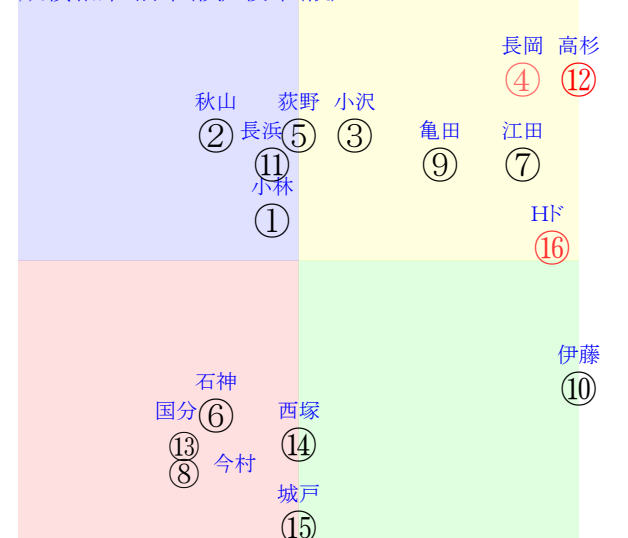 長岡 高杉
④ ⑫
秋山 荻野 小沢
② 長浜 ⑤ ③ 亀田 江田
⑪ ⑨ ⑦
小林
① Hド
⑯
伊藤
⑩
石神
国分 ⑥ 西塚
⑬ ⑭
⑧ 今村
城戸
⑮